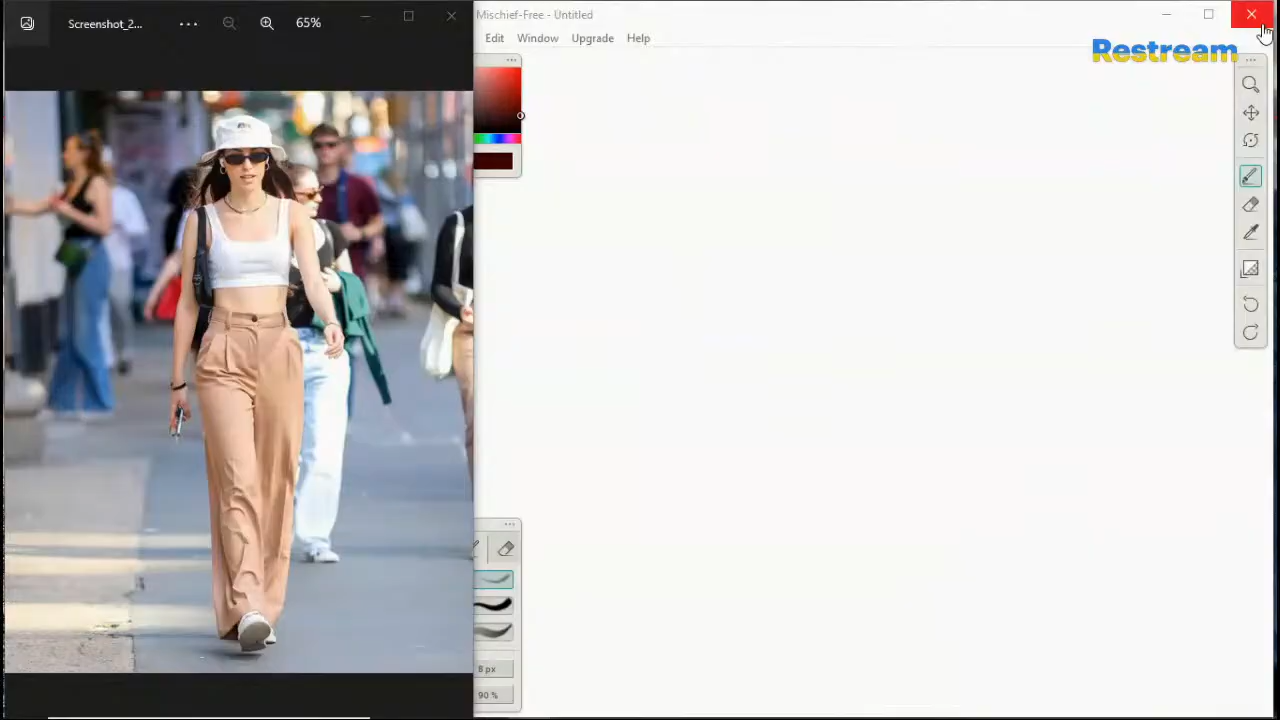 Screenshot_2... 65%
Mischief-Free - Untitled
Edit Window Upgrade Help
Restream
8 px
90 %